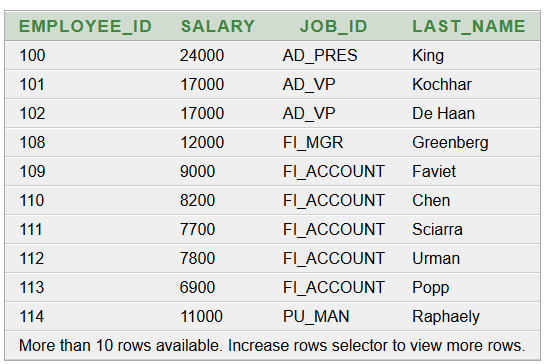 EMPLOYEE_ID SALARY JOB_ID LAST_NAME
100 24000 AD_PRES King
101 17000 AD_VP Kochhar
102 17000 AD_VP De Haan
108 12000 FI_MGR Greenberg
109 9000 FI_ACCOUNT Faviet
110 8200 FI_ACCOUNT Chen
111 7700 FI_ACCOUNT Sciarra
112 7800 FI_ACCOUNT Urman
113 6900 FI_ACCOUNT Popp
114 11000 PU_MAN Raphaely
More than 10 rows available. Increase rows selector to view more rows.